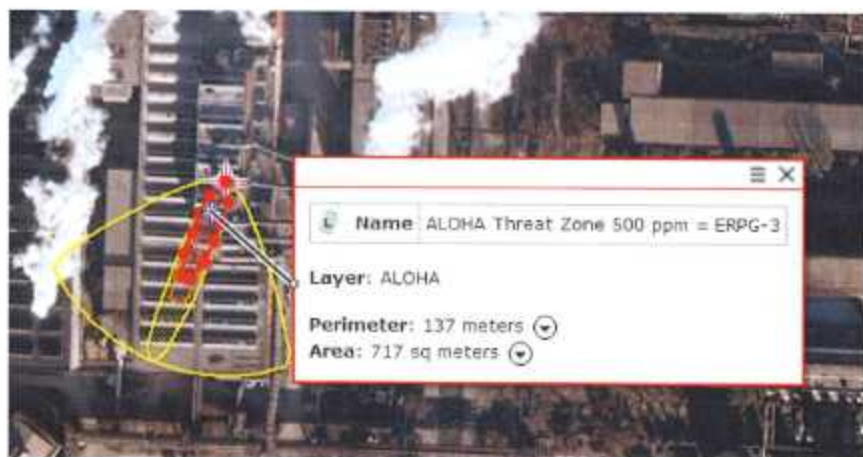 Name ALOHA Threat Zone 500 ppm = ERPG-3
Layer: ALOHA
Perimeter: 137 meters
Area: 717 sq meters